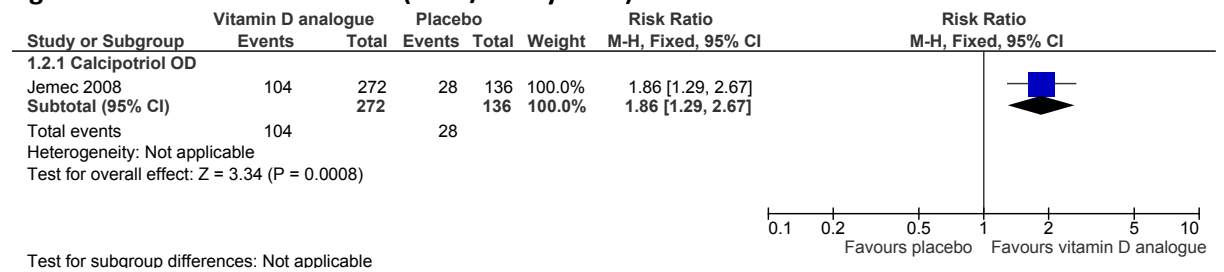 Vitamin D analogue Placebo Risk Ratio Risk Ratio
Study or Subgroup Events Total Events Total Weight M-H, Fixed, 95% CI M-H, Fixed, 95% CI
1.2.1 Calcipotriol OD
Jemec 2008 104 272 28 136 100.0% 1.86 [1.29, 2.67]
Subtotal (95% CI) 272 136 100.0% 1.86 [1.29, 2.67]
Total events 104 28
Heterogeneity: Not applicable
Test for overall effect: Z = 3.34 (P = 0.0008)
0.1 0.2 0.5 1 2 5 10
Favours placebo Favours vitamin D analogue
Test for subgroup differences: Not applicable